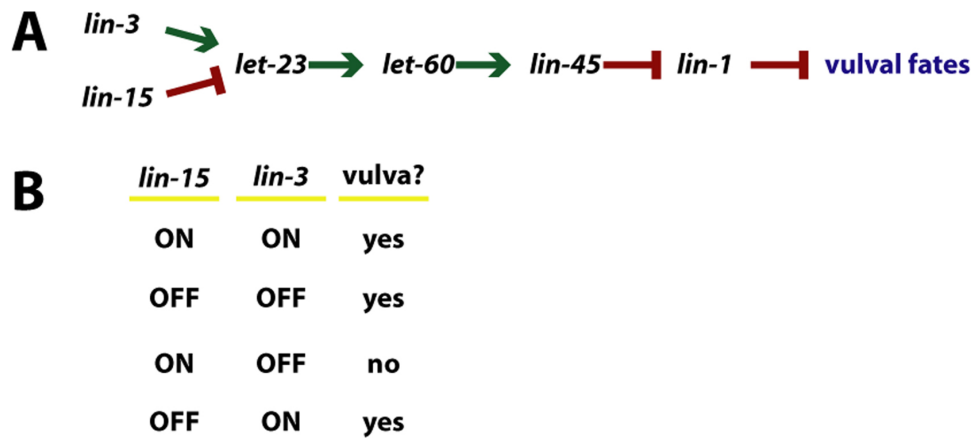 A
lin-3
lin-15
let-23 let-60 lin-45 lin-1 vulval fates
B
lin-15 lin-3 vulva?
ON ON yes
OFF OFF yes
ON OFF no
OFF ON yes